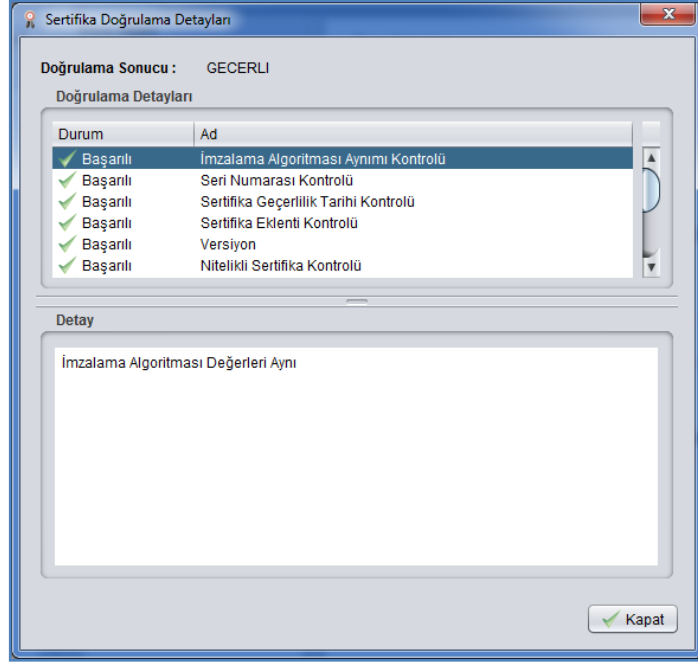 Sertifika Doğrulama Detayları
Doğrulama Sonucu : GECERLI
Doğrulama Detayları
Durum Ad
Başarılı İmzalama Algoritması Aynımı Kontrolü
Başarılı Seri Numarası Kontrolü
Başarılı Sertifika Geçerlilik Tarihi Kontrolü
Başarılı Sertifika Eklenti Kontrolü
Başarılı Versiyon
Başarılı Nitelikli Sertifika Kontrolü
Detay
İmzalama Algoritması Değerleri Aynı
Kapat